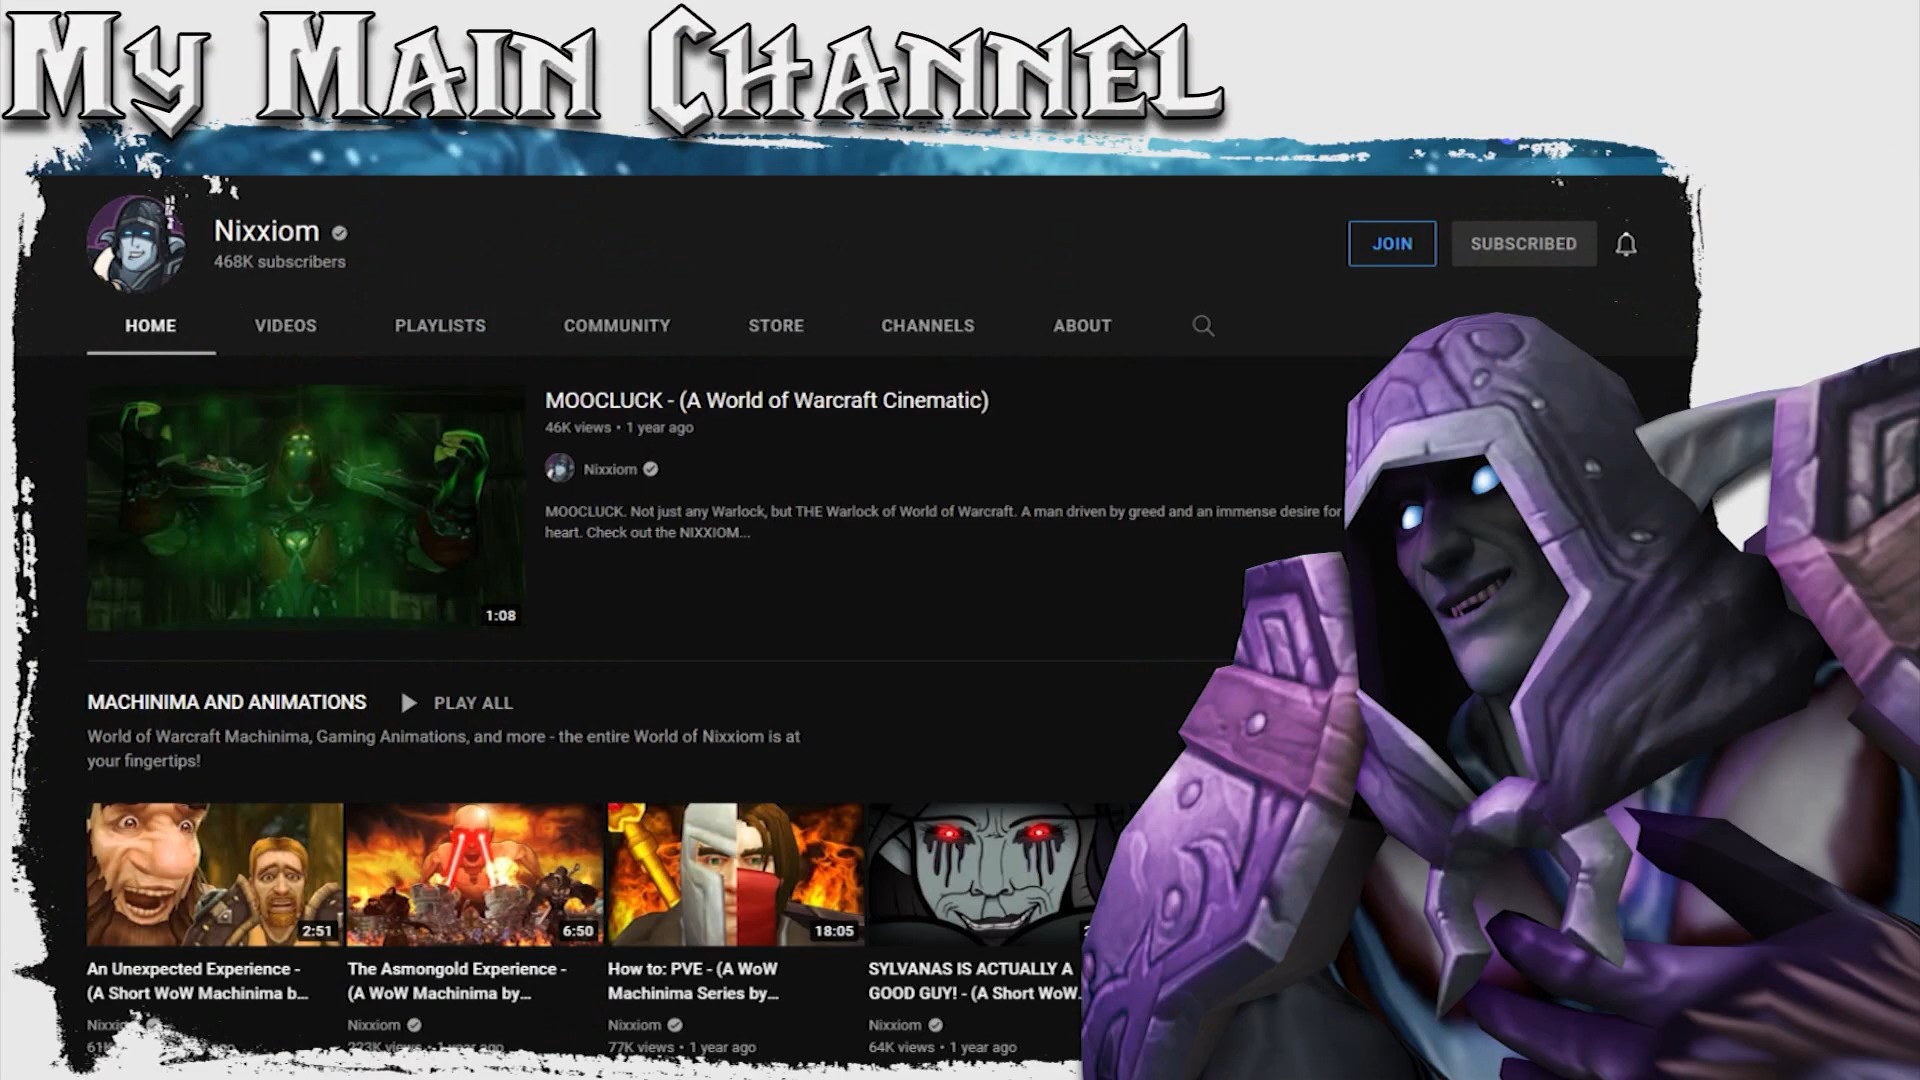 My Main Channel
Nixxiom
468K subscribers
JOIN
SUBSCRIBED
HOME
VIDEOS
PLAYLISTS
COMMUNITY
STORE
CHANNELS
ABOUT
MOOCLUCK - (A World of Warcraft Cinematic)
46K views • 1 year ago
Nixxiom
MOOCLUCK. Not just any Warlock, but THE Warlock of World of Warcraft. A man driven by greed and an immense desire for
heart. Check out the NIXXIOM...
1:08
MACHINIMA AND ANIMATIONS
PLAY ALL
World of Warcraft Machinima, Gaming Animations, and more - the entire World of Nixxiom is at
your fingertips!
2:51
6:50
18:05
An Unexpected Experience -
(A Short WoW Machinima b...
The Asmongold Experience -
(A WoW Machinima by...
How to: PVE - (A WoW
Machinima Series by...
SYLVANAS IS ACTUALLY A
GOOD GUY! - (A Short WoW...
Nixxiom
Nixxiom
Nixxiom
223K views • 1 year ago
77K views • 1 year ago
64K views • 1 year ago